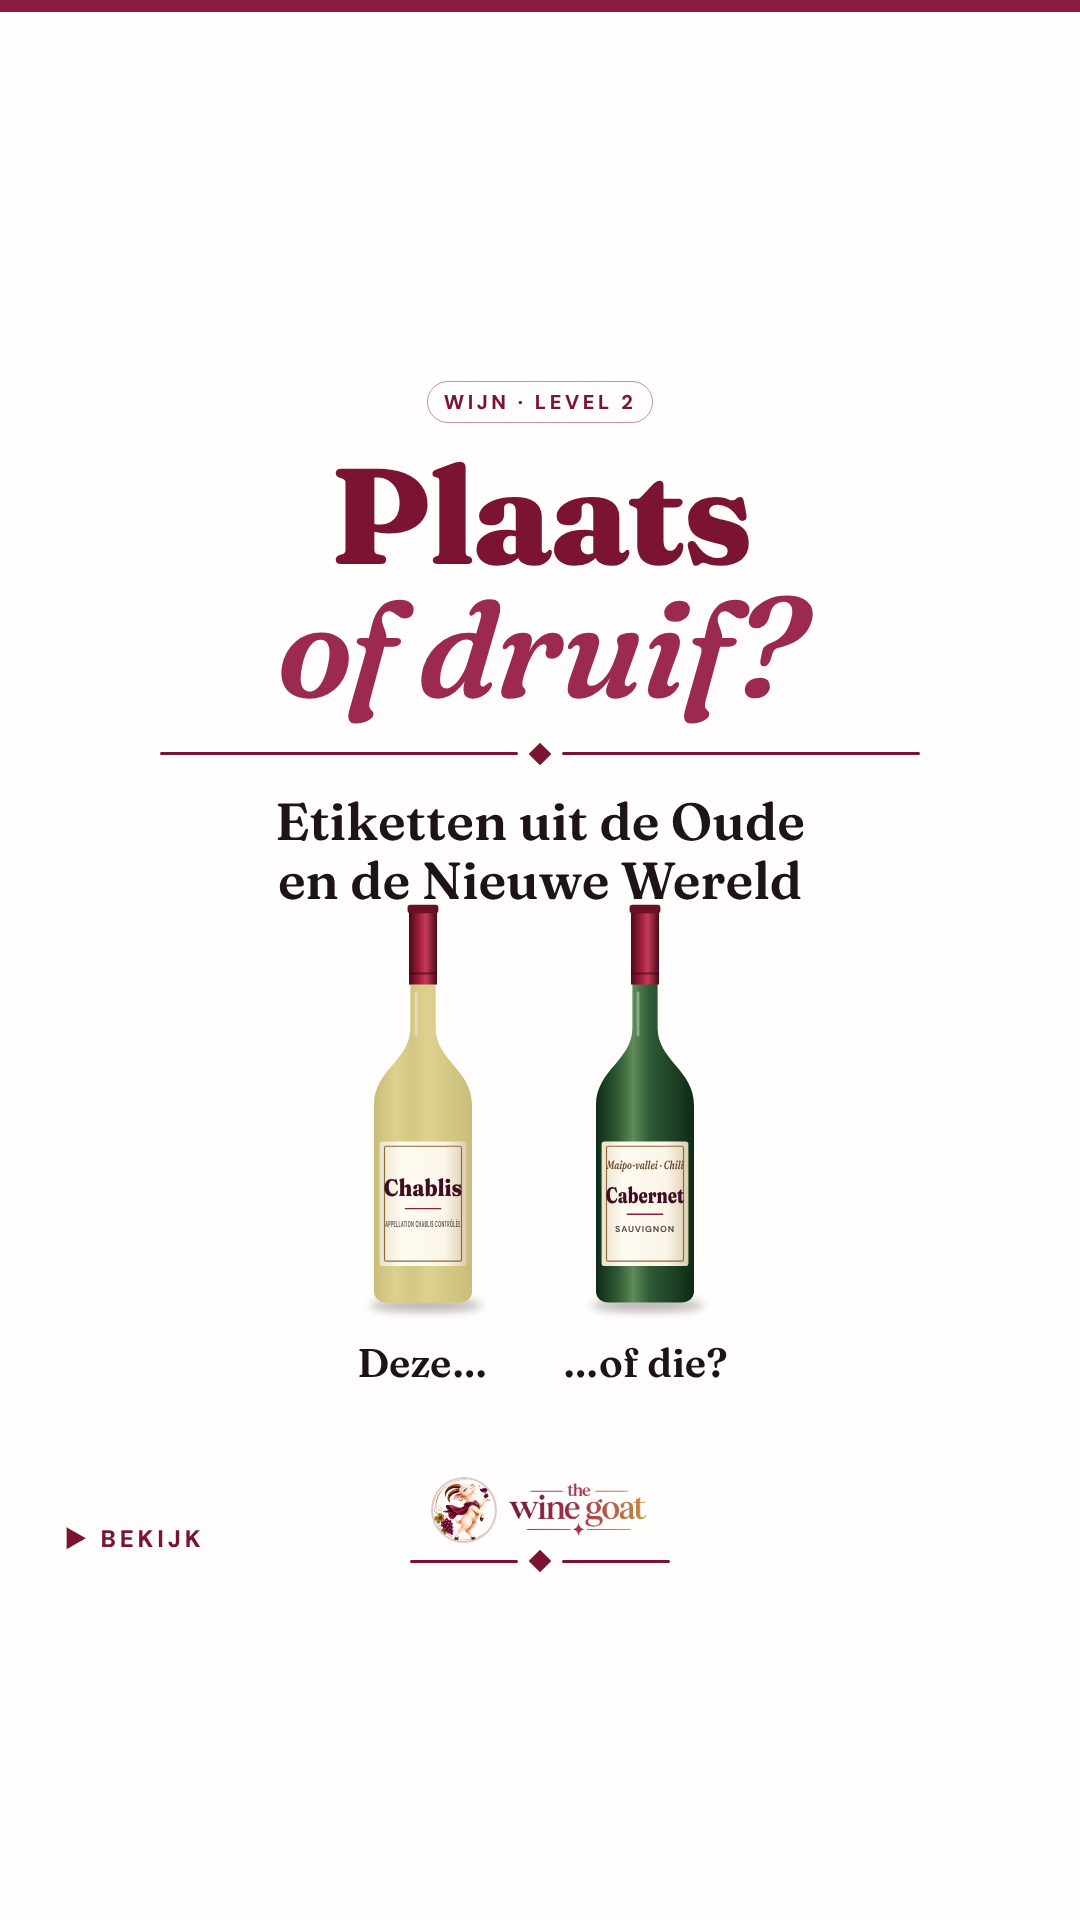 WIJN · LEVEL 2
Plaats
of druif?
Etiketten uit de Oude
en de Nieuwe Wereld
Chablis
APPELLATION CHABLIS CONTRÔLÉE
Maipo-vallei · Chili
Cabernet
SAUVIGNON
Deze...
...of die?
the
wine goat
▶ BEKIJK